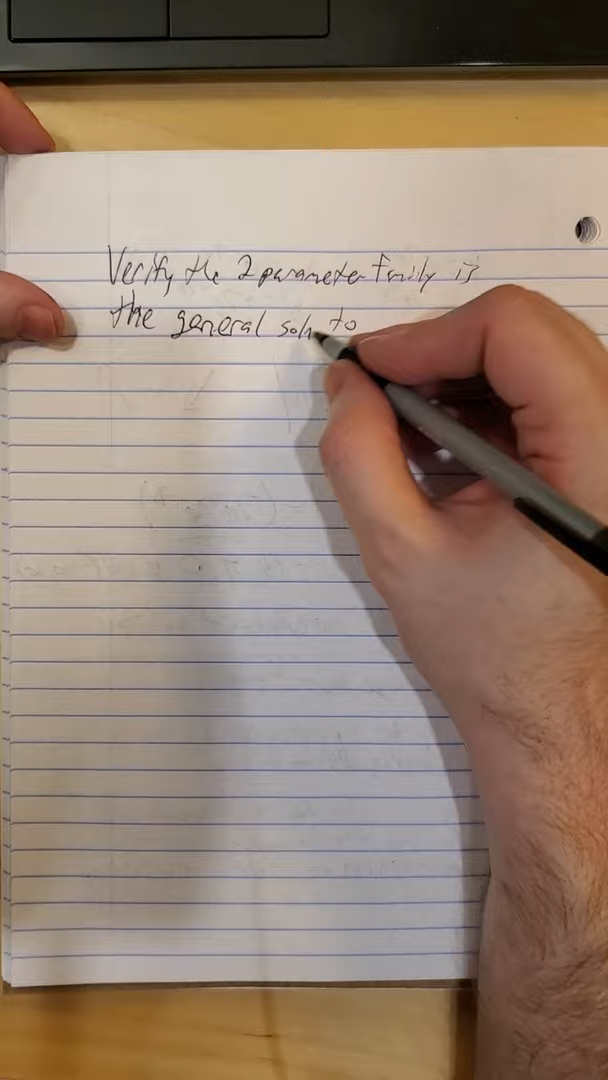 Verify the 2 parameter family is
the general soln to